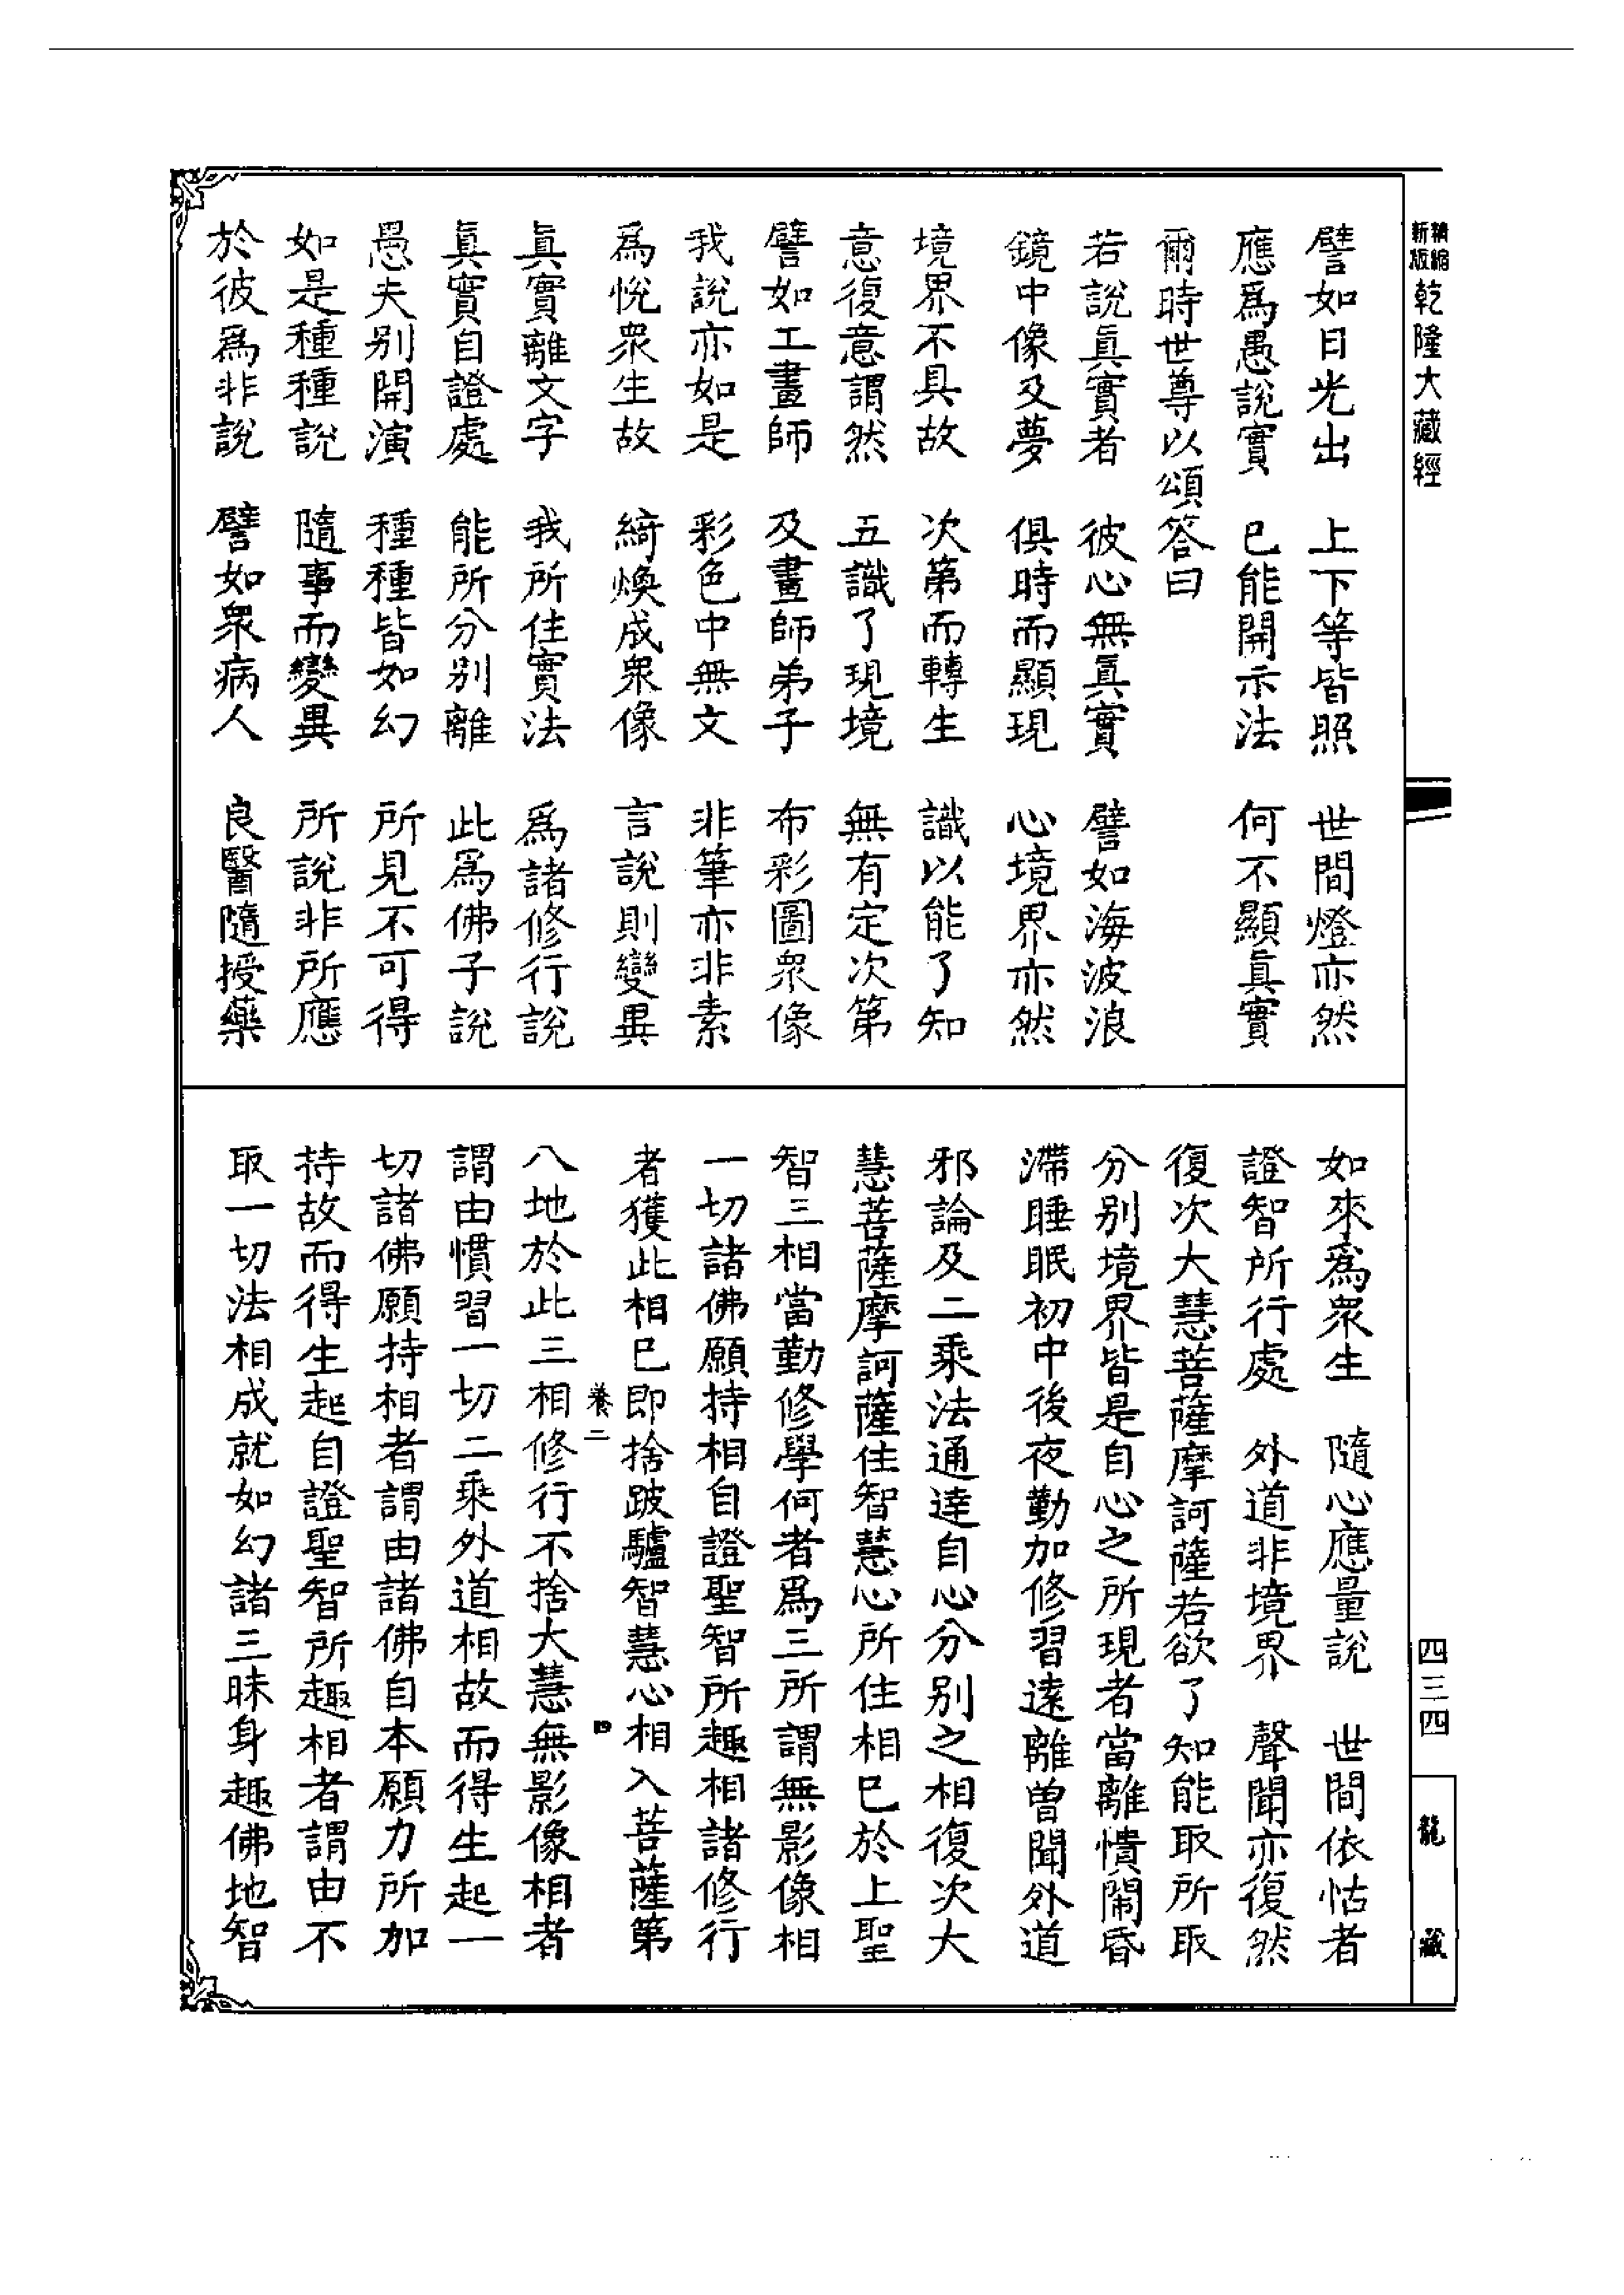 新編縮版乾隆大藏經
譬如日光出　上下等皆照　世間燈亦然
應爲愚說實　已能開示法　何不顯真實
爾時世尊以頌答曰
若說真實者　彼心無真實　譬如海波浪
鏡中像及夢　俱時而顯現　心境界亦然
境界不具故　次第而轉生　識以能了知
意復意謂然　五識了現境　無有定次第
譬如工畫師　及畫師弟子　布彩圖衆像
我說亦如是　彩色中無文　非筆亦非素
爲悅衆生故　綺煥成衆像　言說則變異
真實離文字　我所住實法　爲諸修行說
真實自證處　能所分別離　此爲佛子說
愚夫別開演　種種皆如幻　所見不可得
如是種種說　隨事而變異　所說非所應
於彼爲非說　譬如衆病人　良醫隨授藥
如來爲衆生　隨心應量說　世間依怙者
證智所行處　外道非境界　聲聞亦復然
復次大慧菩薩摩訶薩若欲了知能取所取
分別境界皆是自心之所現者當離憒閙昏
滯睡眠初中後夜勤加修習遠離曾聞外道
邪論及二乘法通達自心分別之相復次大
慧菩薩摩訶薩住智慧心所住相已於上聖
智三相當勤修學何者爲三所謂無影像相
一切諸佛願持相自證聖智所趣相諸修行
者獲此相已即捨跛驢智慧心相入菩薩第
養二　四
八地於此三相修行不捨大慧無影像相者
謂由慣習一切二乘外道相故而得生起一
切諸佛願持相者謂由諸佛自本願力所加
持故而得生起自證聖智所趣相者謂由不
取一切法相成就如幻諸三昧身趣佛地智
四三四
龍藏